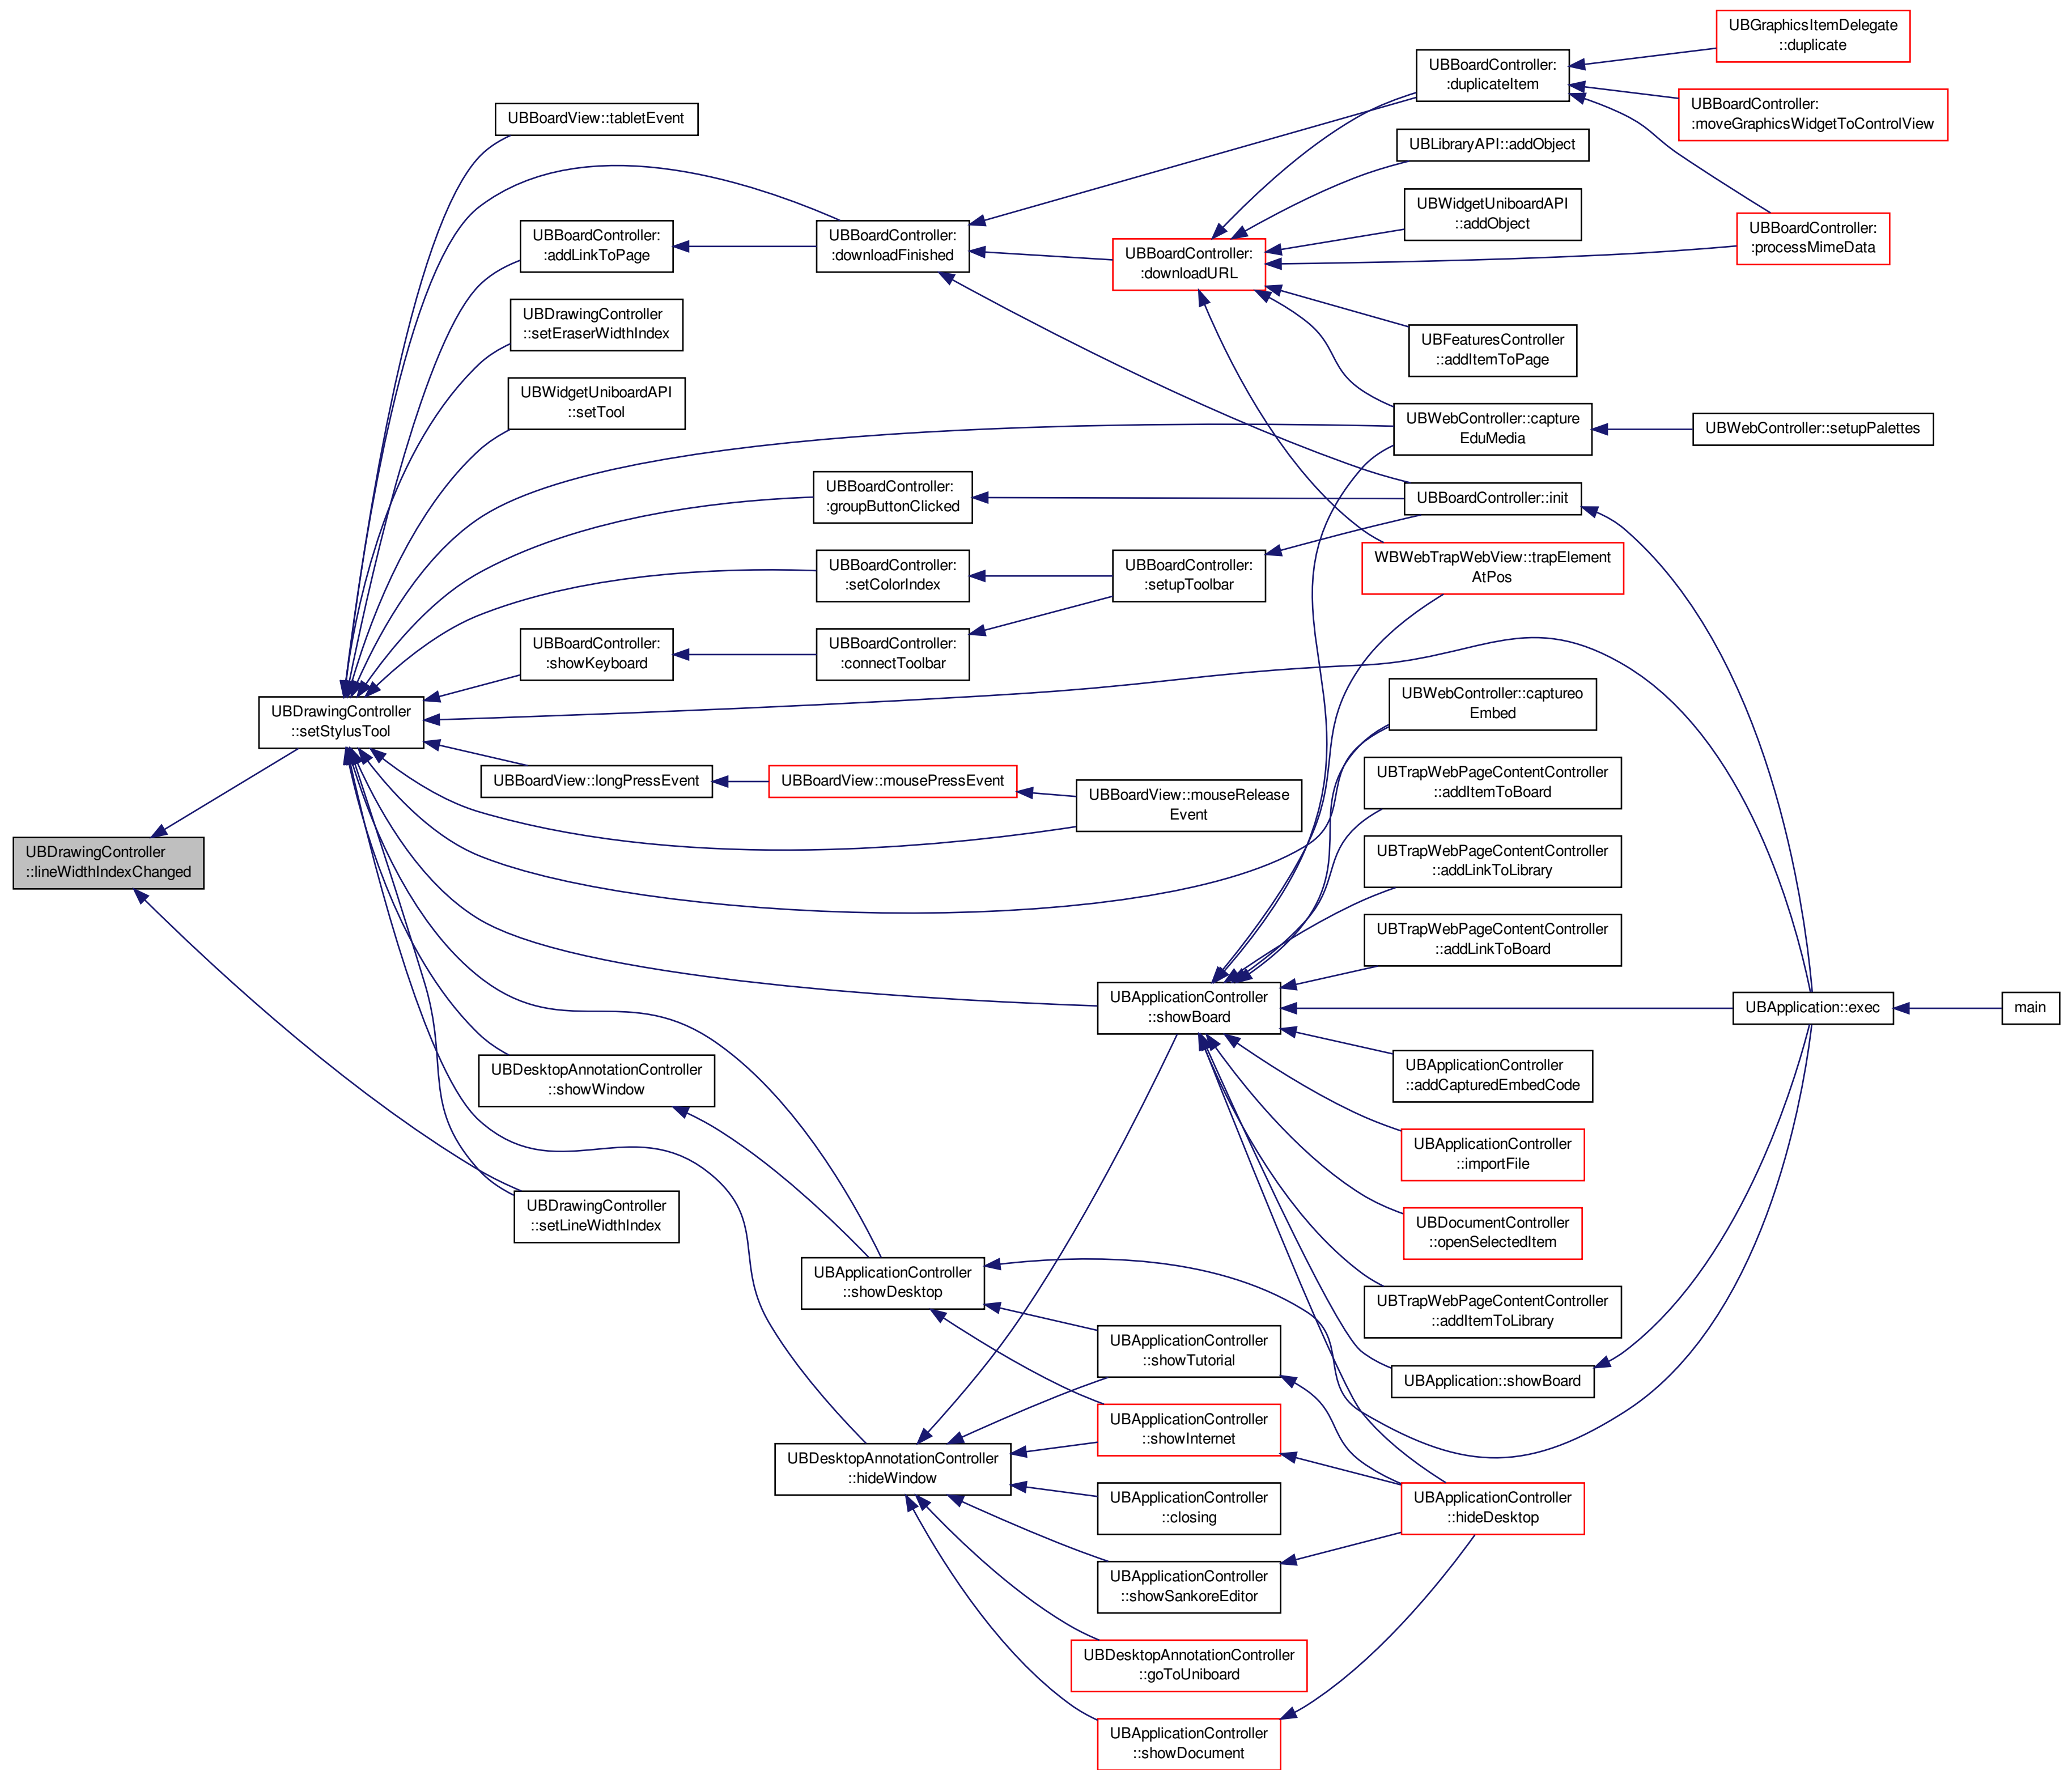 UBGraphicsItemDelegate
::duplicate
UBBoardController:
:duplicateItem
UBBoardController:
:moveGraphicsWidgetToControlView
UBBoardView::tabletEvent
UBLibraryAPI::addObject
UBWidgetUniboardAPI
::addObject
UBBoardController:
:addLinkToPage
UBBoardController:
:downloadFinished
UBBoardController:
:downloadURL
UBBoardController:
:processMimeData
UBDrawingController
::setEraserWidthIndex
UBFeaturesController
::addItemToPage
UBWidgetUniboardAPI
::setTool
UBWebController::capture
EduMedia
UBWebController::setupPalettes
UBBoardController:
:groupButtonClicked
UBBoardController::init
WBWebTrapWebView::trapElement
AtPos
UBBoardController:
:setColorIndex
UBBoardController:
:setupToolbar
UBBoardController:
:showKeyboard
UBBoardController:
:connectToolbar
UBWebController::captureo
Embed
UBDrawingController
::setStylusTool
UBBoardView::longPressEvent
UBBoardView::mousePressEvent
UBBoardView::mouseRelease
Event
UBTrapWebPageContentController
::addItemToBoard
UBDrawingController
::lineWidthIndexChanged
UBTrapWebPageContentController
::addLinkToLibrary
UBTrapWebPageContentController
::addLinkToBoard
UBApplicationController
::showBoard
UBApplication::exec
main
UBDesktopAnnotationController
::showWindow
UBApplicationController
::addCapturedEmbedCode
UBApplicationController
::importFile
UBDrawingController
::setLineWidthIndex
UBDocumentController
::openSelectedItem
UBApplicationController
::showDesktop
UBTrapWebPageContentController
::addItemToLibrary
UBApplicationController
::showTutorial
UBApplication::showBoard
UBApplicationController
::showInternet
UBDesktopAnnotationController
::hideWindow
UBApplicationController
::closing
UBApplicationController
::hideDesktop
UBApplicationController
::showSankoreEditor
UBDesktopAnnotationController
::goToUniboard
UBApplicationController
::showDocument